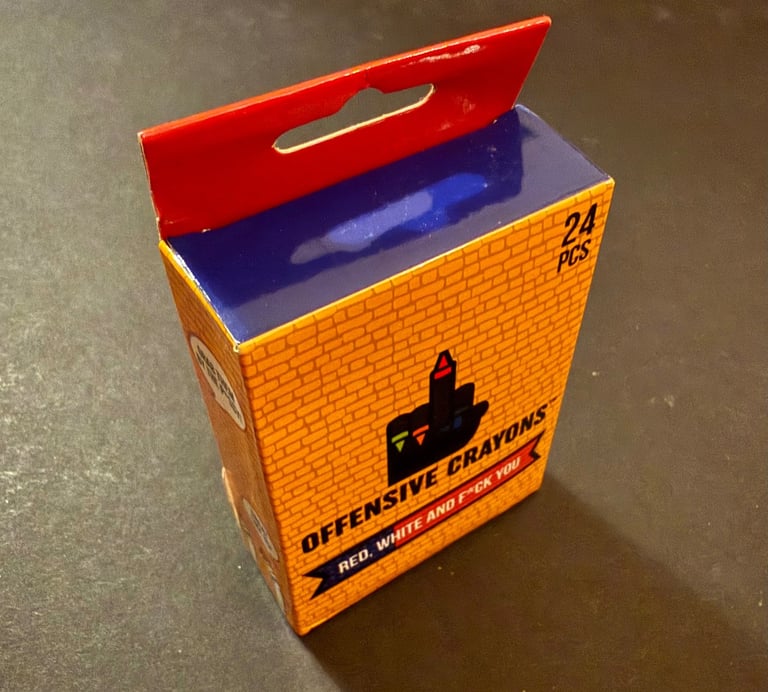 24
PCS
OFFENSIVE CRAYONS™
RED, WHITE AND F*CK YOU